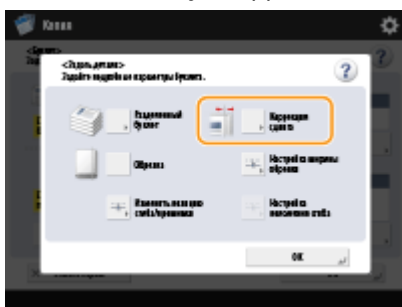 Копия
<Задать детали>
Задайте подробные параметры буклета.
?
Разделенный
буклет
Коррекция
сдвига
Обрезка
Настройка ширины
обрезки
Изменить позицию
сгиба/прошивки
Настройка
положения сгиба
OK